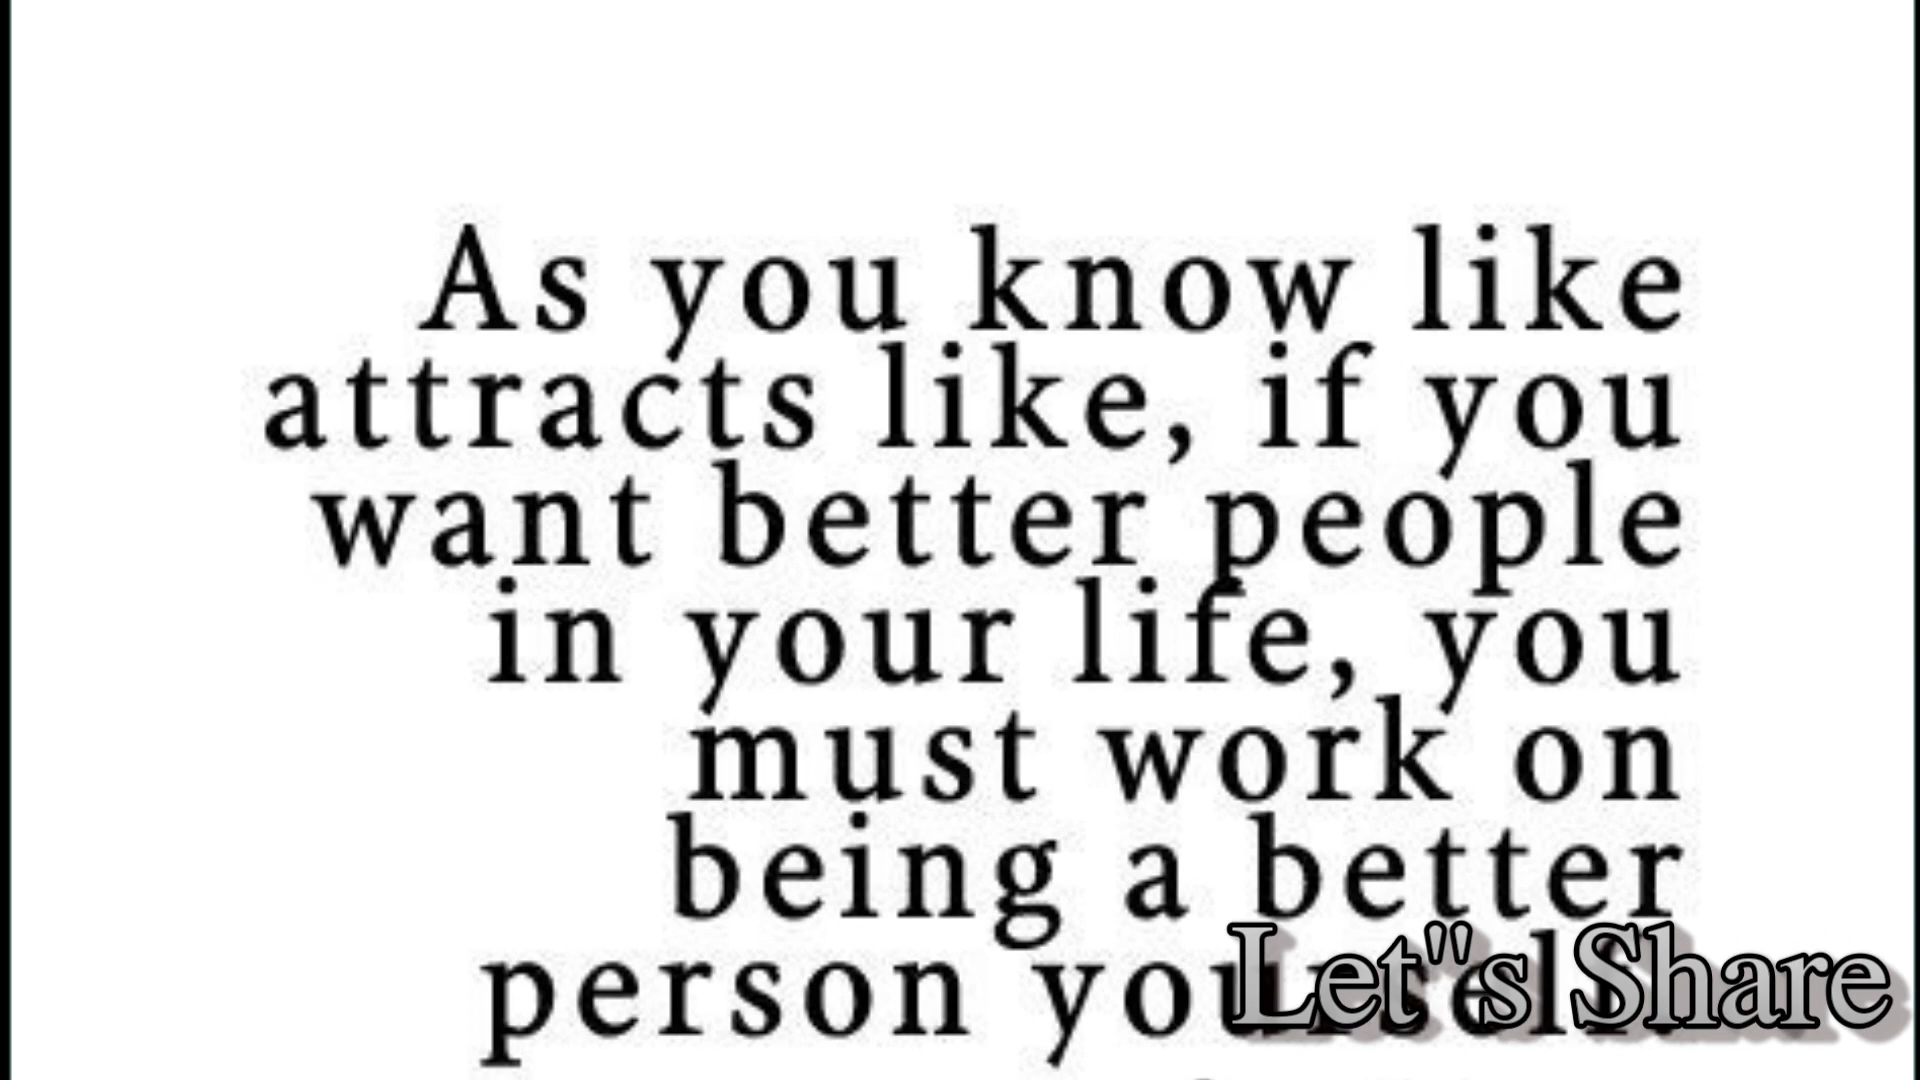 As you know like
attracts like, if you
want better people
in your life, you
must work on
being a better
person yourself
Let"s Share